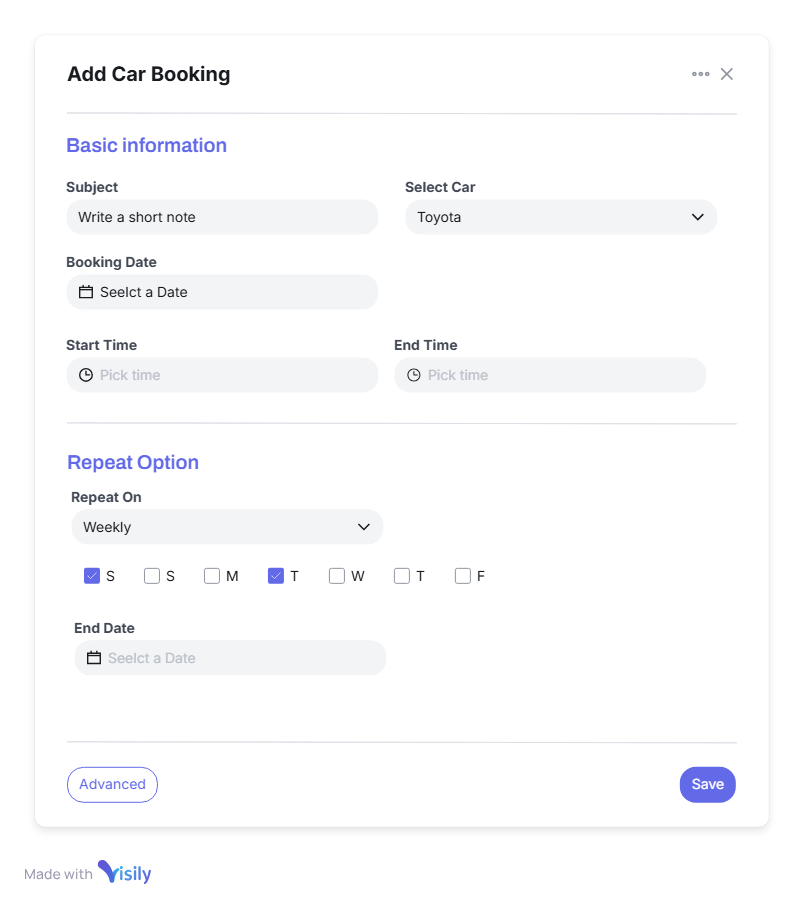 Add Car Booking
Basic information
Subject
Select Car
Write a short note
Toyota
Booking Date
Seelct a Date
Start Time
End Time
Pick time
Pick time
Repeat Option
Repeat On
Weekly
S S M T W T F
End Date
Seelct a Date
Advanced
Save
Made with Visily